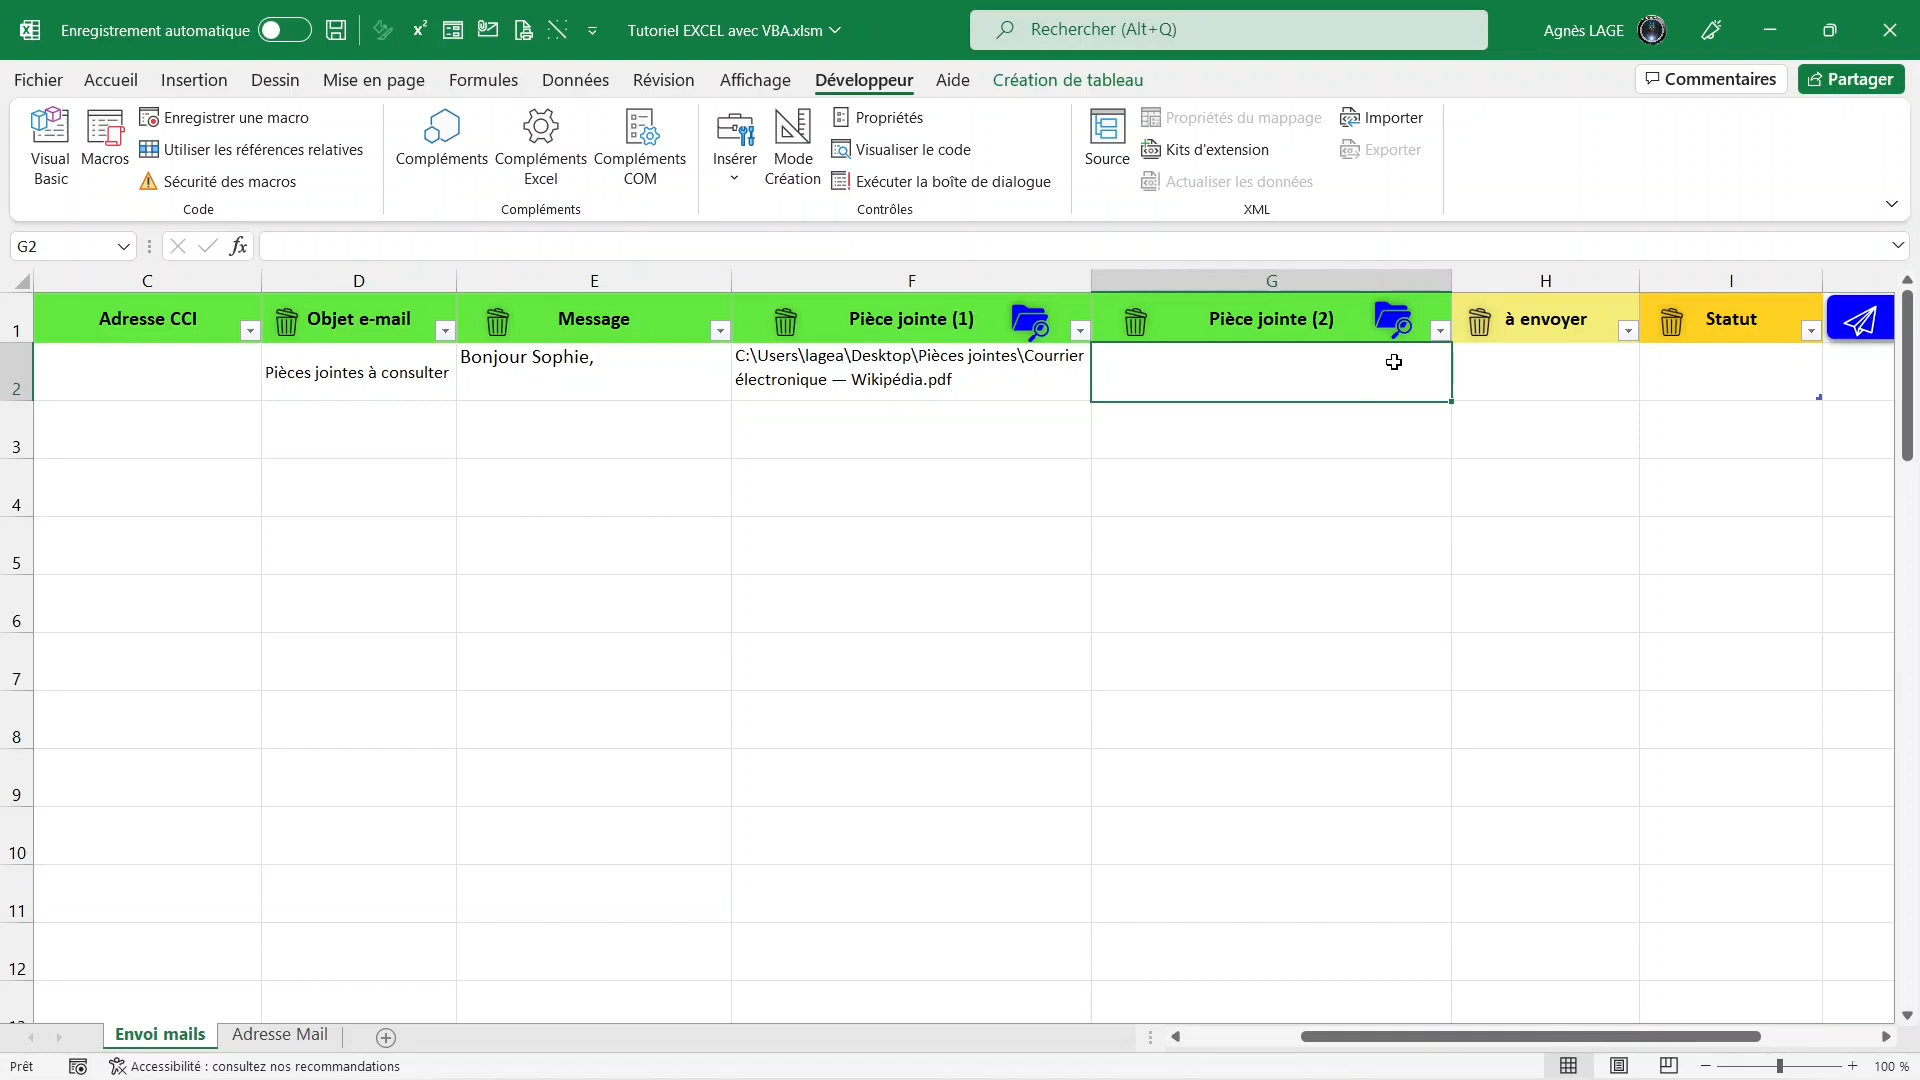 Enregistrement automatique
x²
Tutoriel EXCEL avec VBA.xlsm
Rechercher (Alt+Q)
Agnès LAGE
Fichier Accueil Insertion Dessin Mise en page Formules Données Révision Affichage Développeur Aide Création de tableau
Commentaires
Partager
Visual Basic
Macros
Enregistrer une macro
Utiliser les références relatives
Sécurité des macros
Code
Compléments
Compléments Excel
Compléments COM
Compléments
Insérer
Mode Création
Propriétés
Visualiser le code
Exécuter la boîte de dialogue
Contrôles
Source
Propriétés du mappage
Kits d'extension
Actualiser les données
Importer
Exporter
XML
G2
fx
C D E F G H I
1 Adresse CCI Objet e-mail Message Pièce jointe (1) Pièce jointe (2) à envoyer Statut
2 Pièces jointes à consulter Bonjour Sophie, C:\Users\lagea\Desktop\Pièces jointes\Courrier
électronique — Wikipédia.pdf
3
4
5
6
7
8
9
10
11
12
Envoi mails Adresse Mail
Prêt
Accessibilité : consultez nos recommandations
100 %